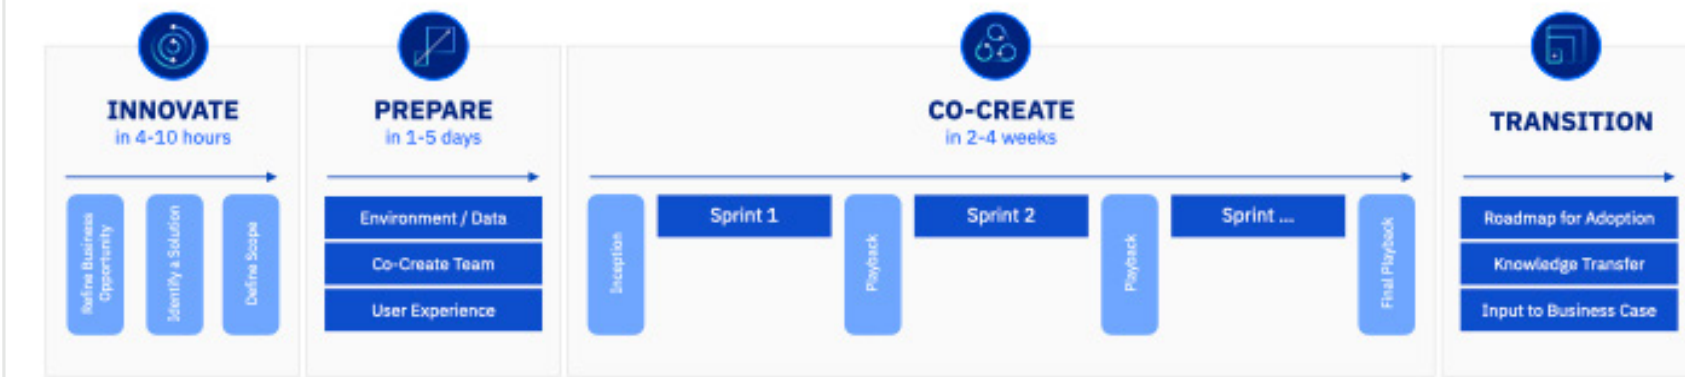 INNOVATE
in 4-10 hours
Refine Business
Opportunity
Identify a Solution
Define Scope
PREPARE
in 1-5 days
Environment / Data
Co-Create Team
User Experience
CO-CREATE
in 2-4 weeks
Inception
Sprint 1
Playback
Sprint 2
Playback
Sprint ...
Final Playback
TRANSITION
Roadmap for Adoption
Knowledge Transfer
Input to Business Case